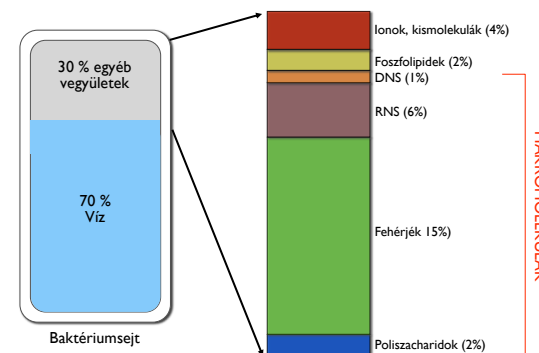 30 % egyéb
vegyületek
70 %
Víz
Baktériumsejt
Ionok, kismolekulák (4%)
Foszfolipidek (2%)
DNS (1%)
RNS (6%)
Fehérjék 15%)
Poliszacharidok (2%)